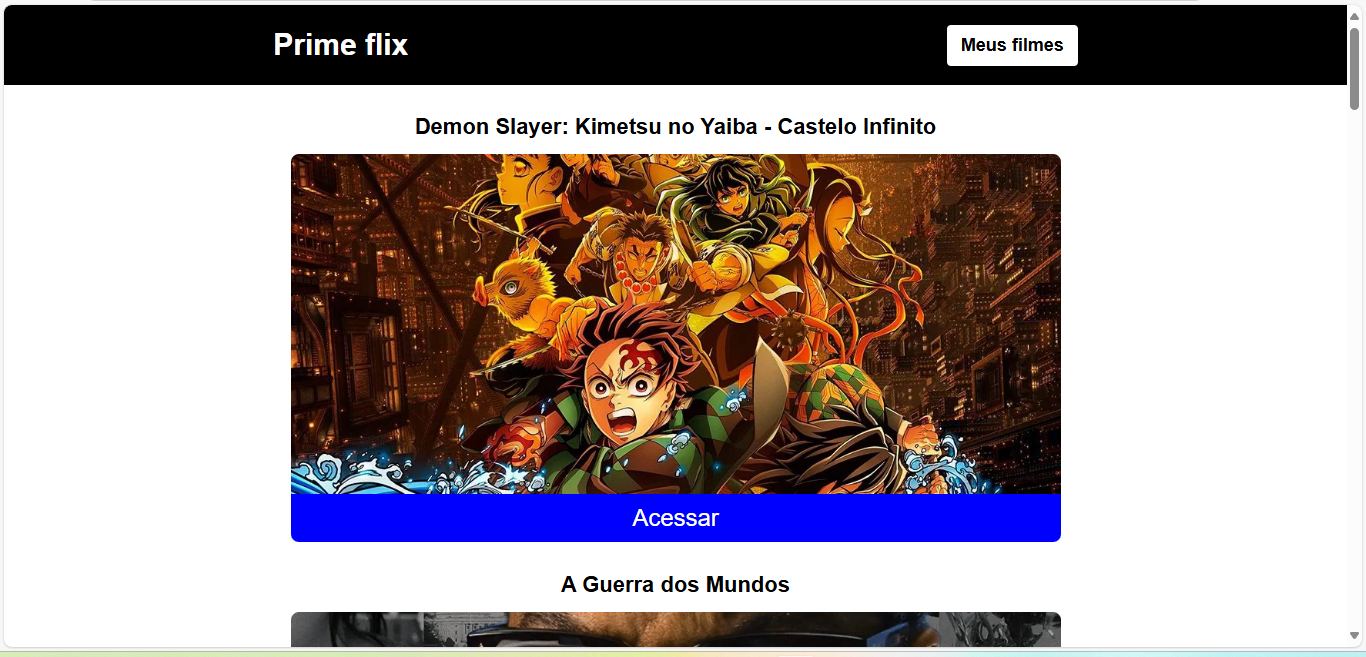 Prime flix
Meus filmes
Demon Slayer: Kimetsu no Yaiba - Castelo Infinito
Acessar
A Guerra dos Mundos